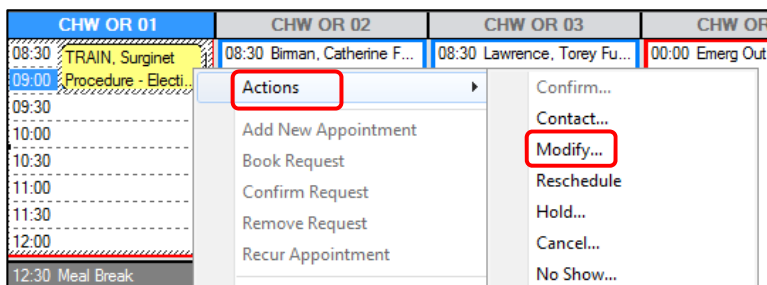 CHW OR 01 CHW OR 02 CHW OR 03 CHW OR
08:30 TRAIN, Surginet 08:30 Birman, Catherine F... 08:30 Lawrence, Torey Fu... 00:00 Emerg Out
09:00 Procedure - Electi...
Actions
Confirm...
09:30
Contact...
10:00 Add New Appointment
Modify...
10:30 Book Request
Reschedule
11:00 Confirm Request
Hold...
11:30 Remove Request
Cancel...
12:00 Recur Appointment
No Show...
12:30 Meal Break